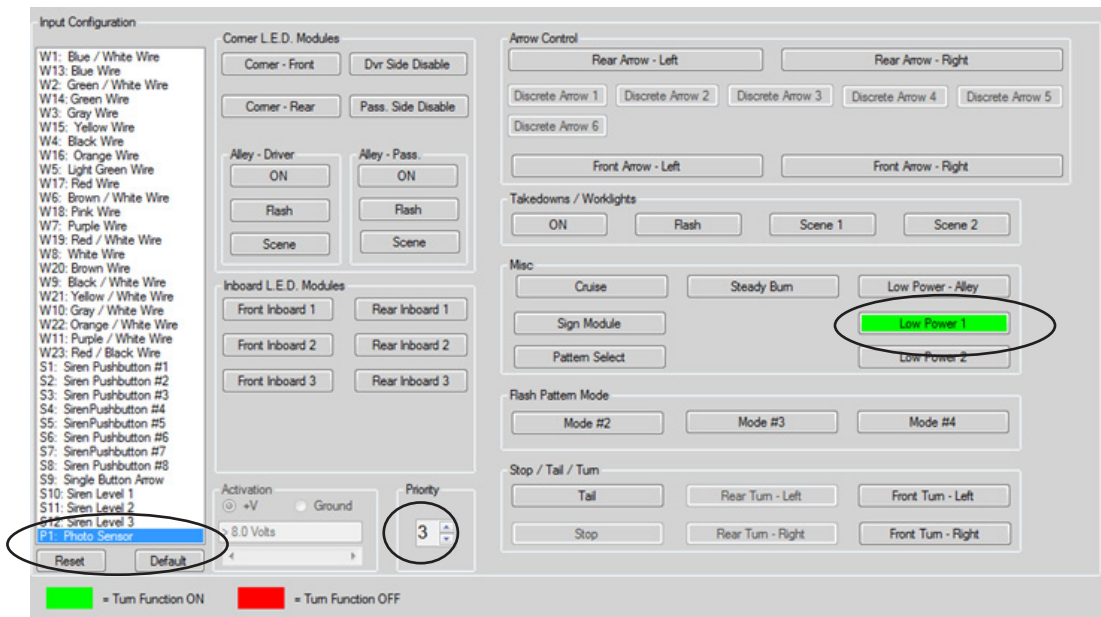 Input Configuration
W1: Blue / White Wire
W13: Blue Wire
W2: Green / White Wire
W14: Green Wire
W3: Gray Wire
W15: Yellow Wire
W4: Black Wire
W16: Orange Wire
W5: Light Green Wire
W17: Red Wire
W6: Brown / White Wire
W18: Pink Wire
W7: Purple Wire
W19: Red / White Wire
W8: White Wire
W20: Brown Wire
W9: Black / White Wire
W21: Yellow / White Wire
W10: Gray / White Wire
W22: Orange / White Wire
W11: Purple / White Wire
W23: Red / Black Wire
S1: Siren Pushbutton #1
S2: Siren Pushbutton #2
S3: Siren Pushbutton #3
S4: SirenPushbutton #4
S5: SirenPushbutton #5
S6: Siren Pushbutton #6
S7: SirenPushbutton #7
S8: Siren Pushbutton #8
S9: Single Button Arrow
S10: Siren Level 1
S11: Siren Level 2
S12: Siren Level 3
P1: Photo Sensor
Reset Default
Corner L.E.D. Modules
Corner - Front Dvr Side Disable
Corner - Rear Pass. Side Disable
Alley - Driver Alley - Pass.
ON ON
Flash Flash
Scene Scene
Inboard L.E.D. Modules
Front Inboard 1 Rear Inboard 1
Front Inboard 2 Rear Inboard 2
Front Inboard 3 Rear Inboard 3
Activation Priority
+V Ground
> 8.0 Volts 3
Arrow Control
Rear Arrow - Left Rear Arrow - Right
Discrete Arrow 1 Discrete Arrow 2 Discrete Arrow 3 Discrete Arrow 4 Discrete Arrow 5
Discrete Arrow 6
Front Arrow - Left Front Arrow - Right
Takedowns / Worklights
ON Flash Scene 1 Scene 2
Misc
Cruise Steady Burn Low Power - Alley
Sign Module Low Power 1
Pattern Select Low Power 2
Flash Pattern Mode
Mode #2 Mode #3 Mode #4
Stop / Tail / Turn
Tail Rear Turn - Left Front Turn - Left
Stop Rear Turn - Right Front Turn - Right
= Turn Function ON = Turn Function OFF